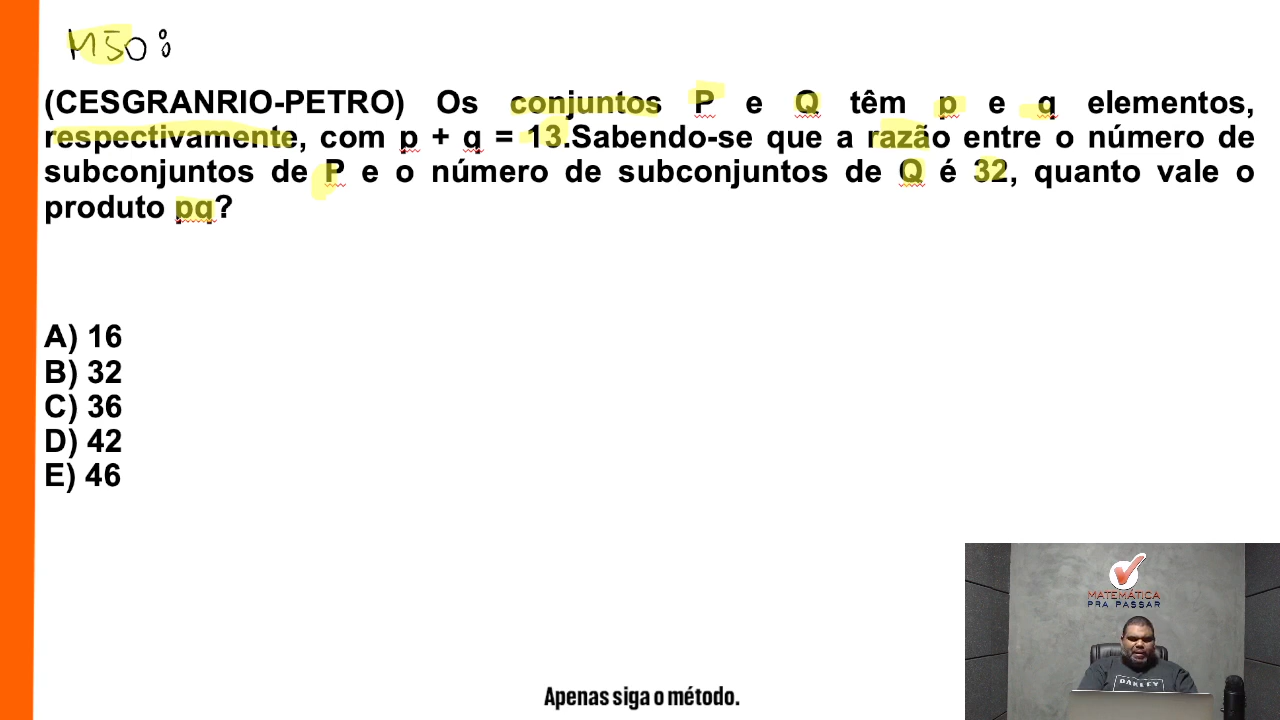 M50:
(CESGRANRIO-PETRO) Os conjuntos P e Q têm p e q elementos,
respectivamente, com p + q = 13.Sabendo-se que a razão entre o número de
subconjuntos de P e o número de subconjuntos de Q é 32, quanto vale o
produto pq?
A) 16
B) 32
C) 36
D) 42
E) 46
MATEMÁTICA
PRA PASSAR
OAKLEY
Apenas siga o método.